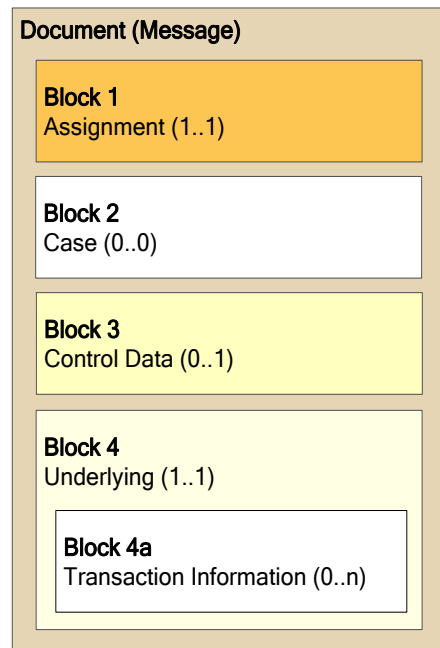 Document (Message)
Block 1
Assignment (1..1)
Block 2
Case (0..0)
Block 3
Control Data (0..1)
Block 4
Underlying (1..1)
Block 4a
Transaction Information (0..n)